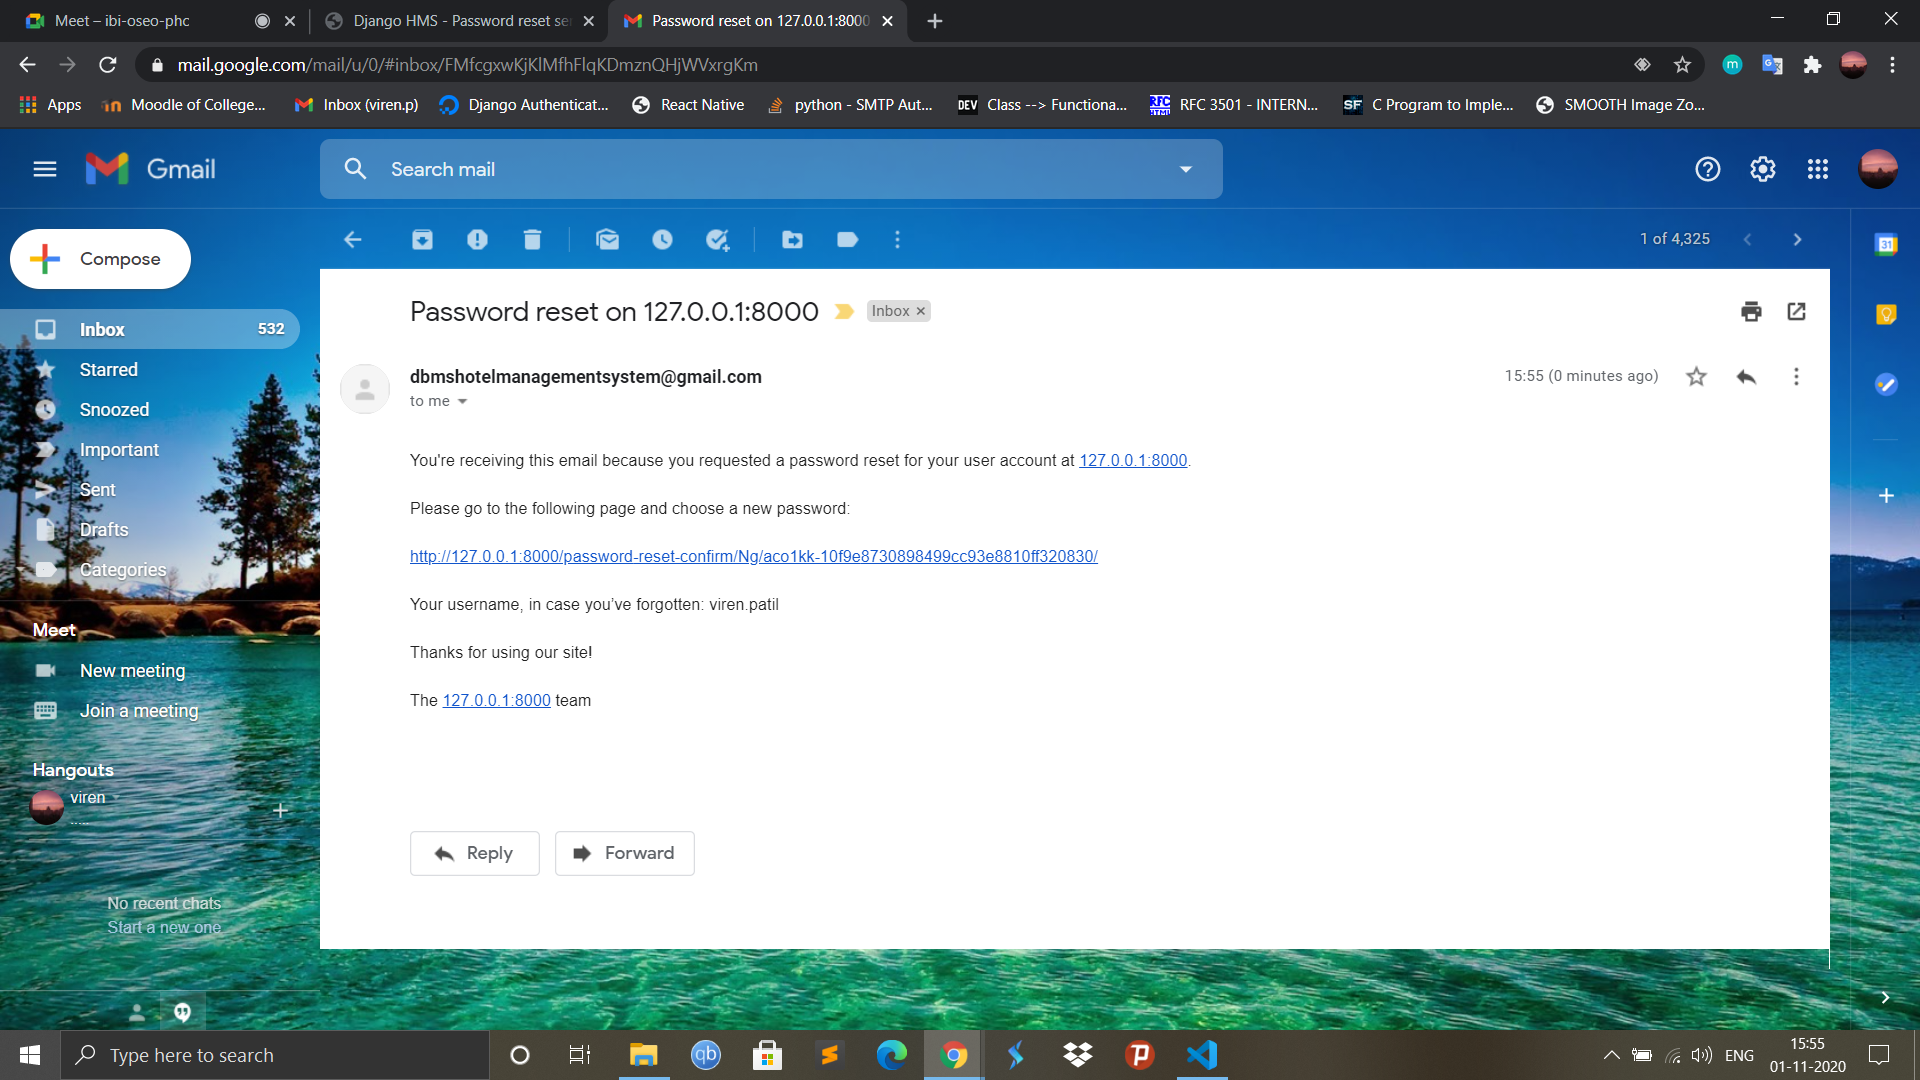 Meet – ibi-oseo-phc
Django HMS - Password reset se
Password reset on 127.0.0.1:8000
mail.google.com/mail/u/0/#inbox/FMfcgxwKjKlMfhFlqKDmznQHjWVxrgKm
Apps
Moodle of College...
Inbox (viren.p)
Django Authenticat...
React Native
python - SMTP Aut...
DEV
Class --> Functiona...
RFC
HTML
RFC 3501 - INTERN...
SF
C Program to Imple...
SMOOTH Image Zo...
Gmail
Search mail
Compose
1 of 4,325
31
Inbox
532
Starred
Snoozed
Important
Sent
Drafts
Categories
Meet
New meeting
Join a meeting
Hangouts
viren
.....
No recent chats
Start a new one
Password reset on 127.0.0.1:8000
Inbox
dbmshotelmanagementsystem@gmail.com
15:55 (0 minutes ago)
to me
You're receiving this email because you requested a password reset for your user account at 127.0.0.1:8000.
Please go to the following page and choose a new password:
http://127.0.0.1:8000/password-reset-confirm/Ng/aco1kk-10f9e8730898499cc93e8810ff320830/
Your username, in case you’ve forgotten: viren.patil
Thanks for using our site!
The 127.0.0.1:8000 team
Reply
Forward
Type here to search
qb
ENG
15:55
01-11-2020